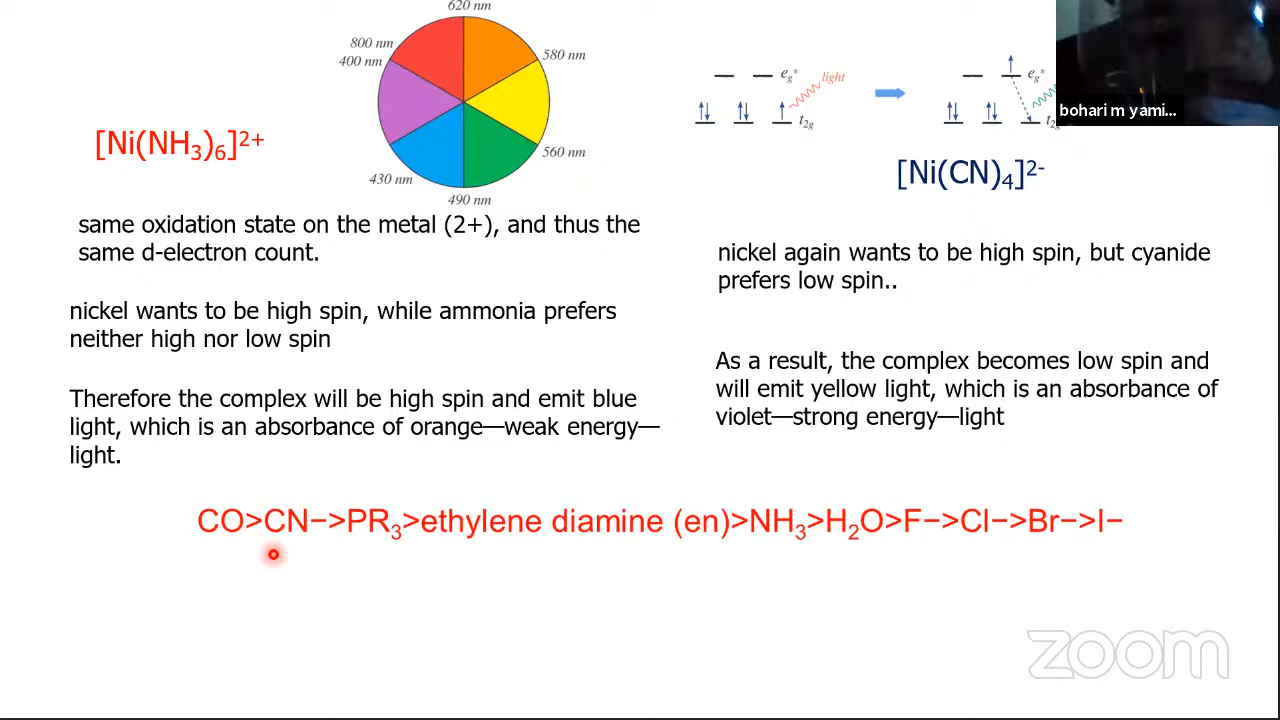 620 nm
800 nm
400 nm
580 nm
560 nm
430 nm
490 nm
[Ni(NH3)6]2+
same oxidation state on the metal (2+), and thus the
same d-electron count.
nickel wants to be high spin, while ammonia prefers
neither high nor low spin
Therefore the complex will be high spin and emit blue
light, which is an absorbance of orange—weak energy—
light.
eg*
light
t2g
eg*
t2g
bohari m yami...
[Ni(CN)4]2-
nickel again wants to be high spin, but cyanide
prefers low spin..
As a result, the complex becomes low spin and
will emit yellow light, which is an absorbance of
violet—strong energy—light
CO>CN−>PR3>ethylene diamine (en)>NH3>H2O>F−>Cl−>Br−>I−
zoom